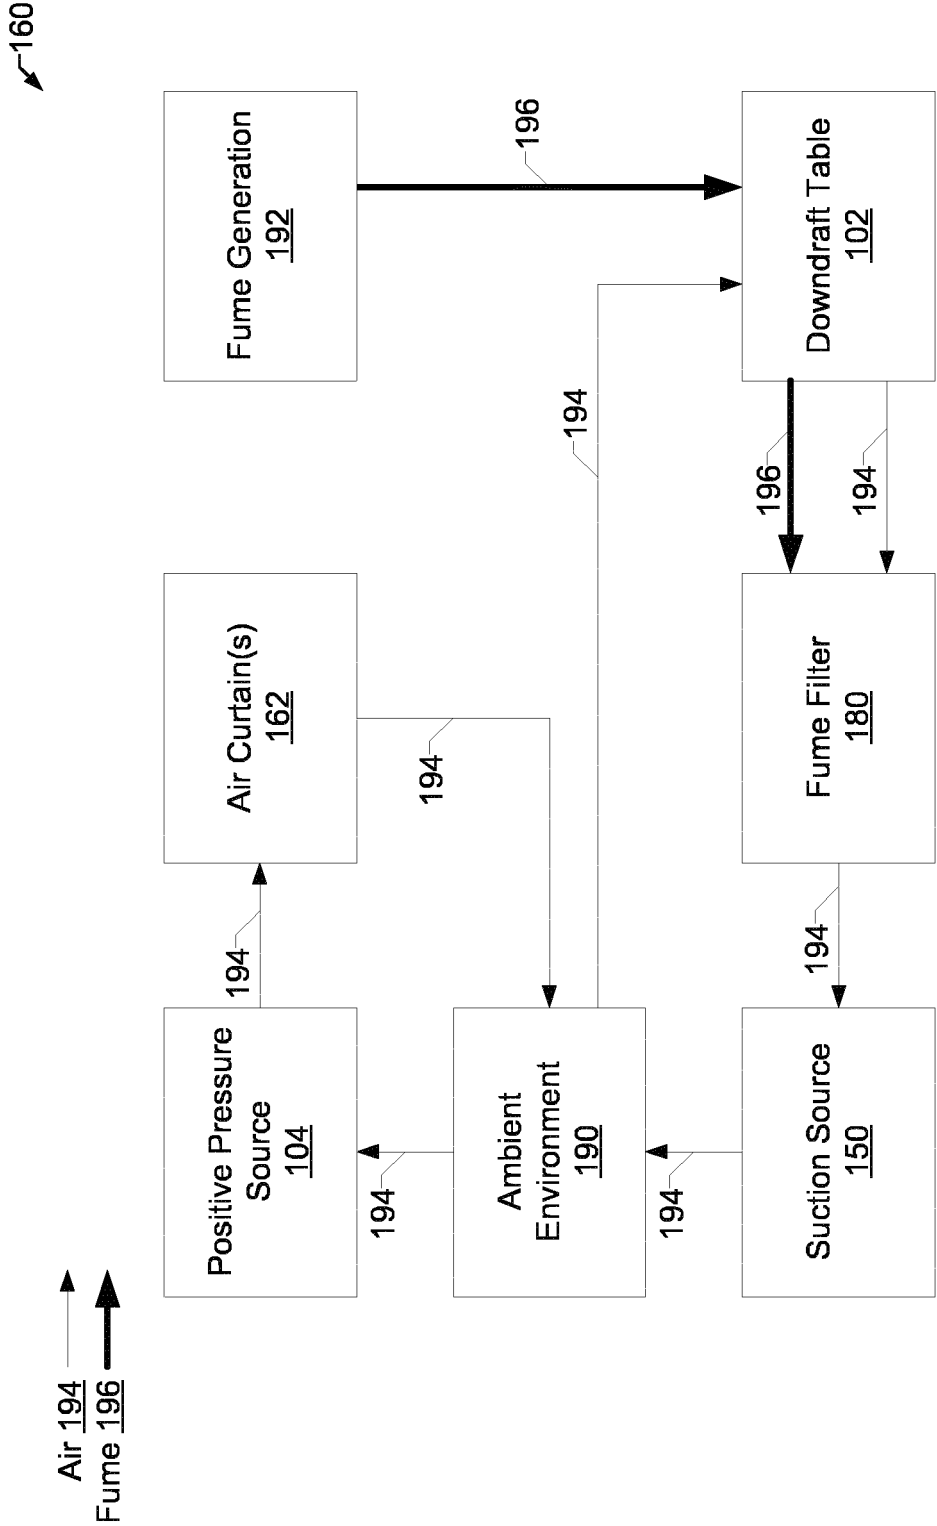 160
Air 194
Fume 196
Positive Pressure
Source
104
194
Air Curtain(s)
162
Fume Generation
192
194
194
196
Ambient
Environment
190
194
194
Suction Source
150
194
Fume Filter
180
196
194
Downdraft Table
102